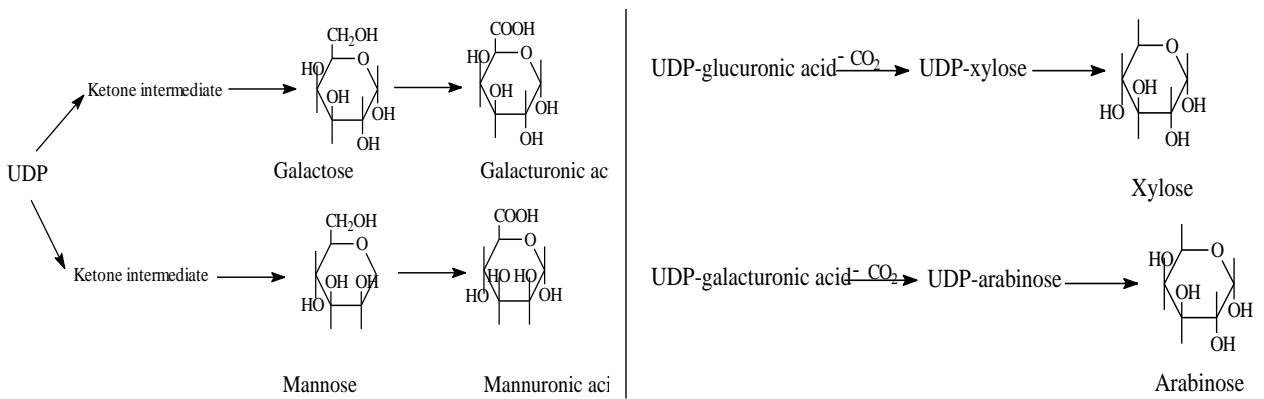 CH₂OH
O
HO
OH
OH
OH
Galactose
COOH
O
HO
OH
OH
OH
Galacturonic ac
Ketone intermediate
UDP
Ketone intermediate
CH₂OH
O
OH
OH
HO
Mannose
COOH
O
HO HO
HO
OH
Mannuronic aci
UDP-glucuronic acid
- CO₂
UDP-xylose
O
OH
HO
OH
OH
Xylose
UDP-galacturonic acid
- CO₂
UDP-arabinose
O
HO
OH
OH
OH
Arabinose